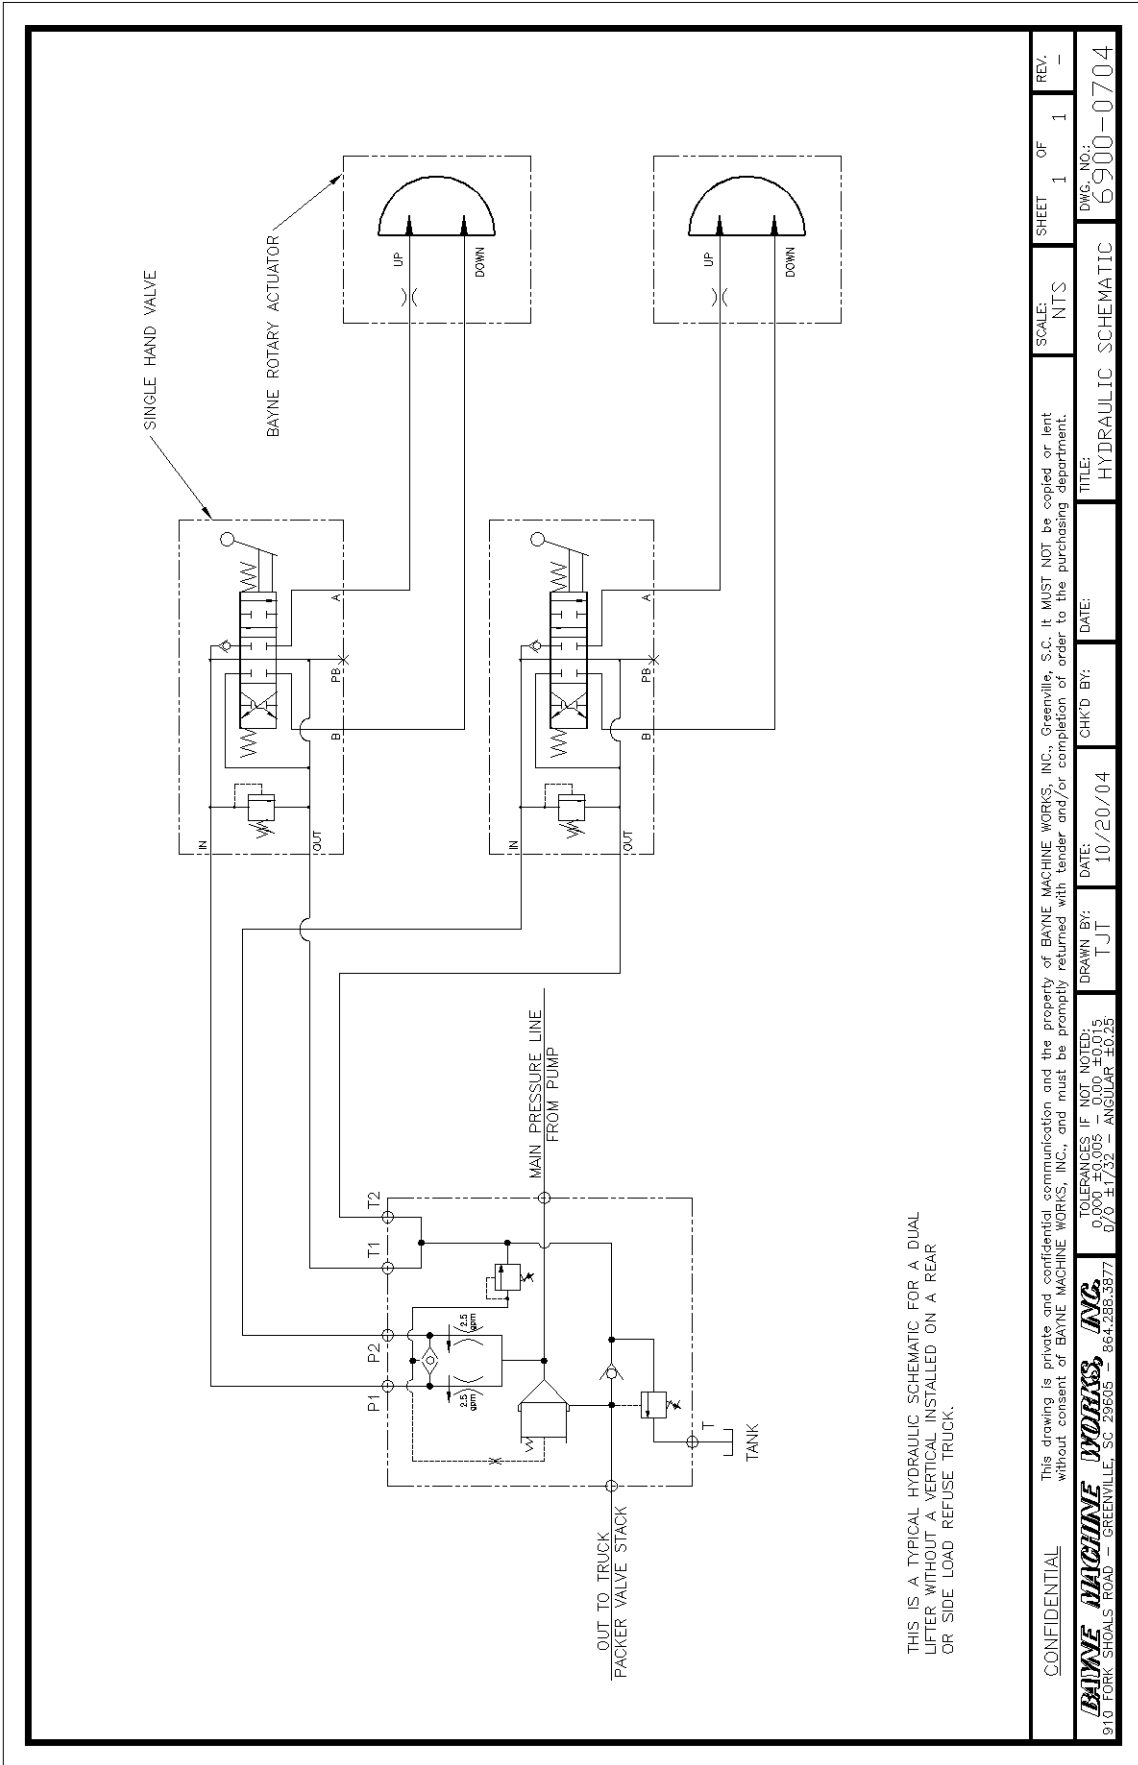 SINGLE HAND VALVE
BAYNE ROTARY ACTUATOR
IN
OUT
B
PB
A
UP
DOWN
IN
OUT
B
PB
A
UP
DOWN
P1
P2
T1
T2
2.5
gpm
2.5
gpm
MAIN PRESSURE LINE
FROM PUMP
OUT TO TRUCK
PACKER VALVE STACK
T
TANK
THIS IS A TYPICAL HYDRAULIC SCHEMATIC FOR A DUAL
LIFTER WITHOUT A VERTICAL INSTALLED ON A REAR
OR SIDE LOAD REFUSE TRUCK.
CONFIDENTIAL
This drawing is private and confidential communication and the property of BAYNE MACHINE WORKS, INC., Greenville, S.C. It MUST NOT be copied or lent
without consent of BAYNE MACHINE WORKS, INC., and must be promptly returned with tender and/or completion of order to the purchasing department.
SCALE:
NTS
SHEET 1 OF 1
REV.
-
BAYNE MACHINE WORKS, INC.
910 FORK SHOALS ROAD - GREENVILLE, SC 29605 - 864.288.3877
TOLERANCES IF NOT NOTED:
0.000 ±0.005 - 0.00 ±0.015
0/0 ±1/32 - ANGULAR ±0.25
DRAWN BY:
TJT
DATE:
10/20/04
CHK'D BY:
DATE:
TITLE:
HYDRAULIC SCHEMATIC
DWG. NO.:
6900-0704